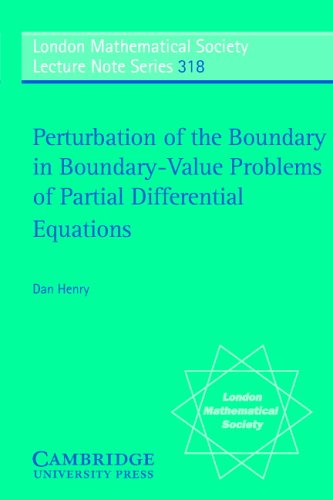 London Mathematical Society
Lecture Note Series 318
Perturbation of the Boundary
in Boundary-Value Problems
of Partial Differential
Equations
Dan Henry
London
Mathematical
Society
CAMBRIDGE
UNIVERSITY PRESS